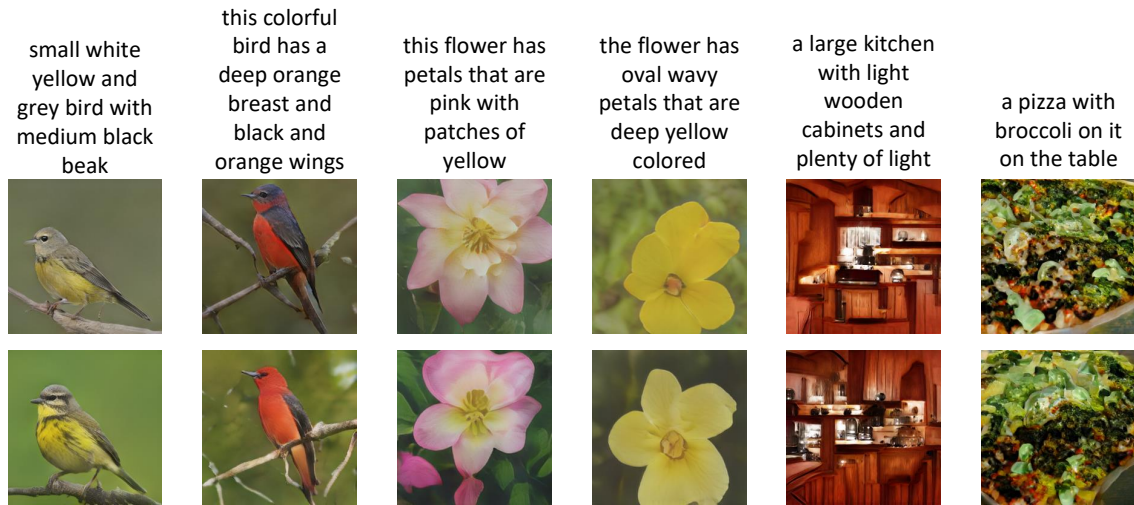 small white
yellow and
grey bird with
medium black
beak
this colorful
bird has a
deep orange
breast and
black and
orange wings
this flower has
petals that are
pink with
patches of
yellow
the flower has
oval wavy
petals that are
deep yellow
colored
a large kitchen
with light
wooden
cabinets and
plenty of light
a pizza with
broccoli on it
on the table